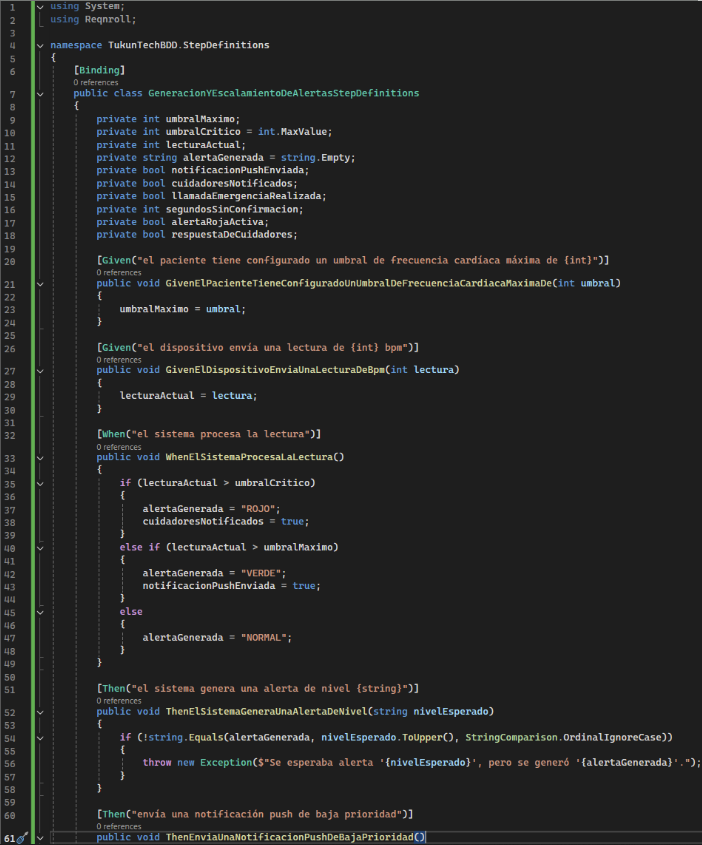 1 using System;
2 using Reqnroll;
3
4 namespace TukunTechBDD.StepDefinitions
5 {
6 [Binding]
0 references
7 public class GeneracionYEscalamientoDeAlertasStepDefinitions
8 {
9 private int umbralMaximo;
10 private int umbralCritico = int.MaxValue;
11 private int lecturaActual;
12 private string alertaGenerada = string.Empty;
13 private bool notificacionPushEnviada;
14 private bool cuidadoresNotificados;
15 private bool llamadaEmergenciaRealizada;
16 private int segundosSinConfirmacion;
17 private bool alertaRojaActiva;
18 private bool respuestaDeCuidadores;
19
20 [Given("el paciente tiene configurado un umbral de frecuencia cardíaca máxima de {int}")]
0 references
21 public void GivenElPacienteTieneConfiguradoUnUmbralDeFrecuenciaCardiacaMaximaDe(int umbral)
22 {
23 umbralMaximo = umbral;
24 }
25
26 [Given("el dispositivo envía una lectura de {int} bpm")]
0 references
27 public void GivenElDispositivoEnviaUnaLecturaDeBpm(int lectura)
28 {
29 lecturaActual = lectura;
30 }
31
32 [When("el sistema procesa la lectura")]
0 references
33 public void WhenElSistemaProcesaLaLectura()
34 {
35 if (lecturaActual > umbralCritico)
36 {
37 alertaGenerada = "ROJO";
38 cuidadoresNotificados = true;
39 }
40 else if (lecturaActual > umbralMaximo)
41 {
42 alertaGenerada = "VERDE";
43 notificacionPushEnviada = true;
44 }
45 else
46 {
47 alertaGenerada = "NORMAL";
48 }
49 }
50
51 [Then("el sistema genera una alerta de nivel {string}")]
0 references
52 public void ThenElSistemaGeneraUnaAlertaDeNivel(string nivelEsperado)
53 {
54 if (!string.Equals(alertaGenerada, nivelEsperado.ToUpper(), StringComparison.OrdinalIgnoreCase))
55 {
56 throw new Exception($"Se esperaba alerta '{nivelEsperado}', pero se generó '{alertaGenerada}'.");
57 }
58 }
59
60 [Then("envía una notificación push de baja prioridad")]
0 references
61 public void ThenEnviaUnaNotificacionPushDeBajaPrioridad()